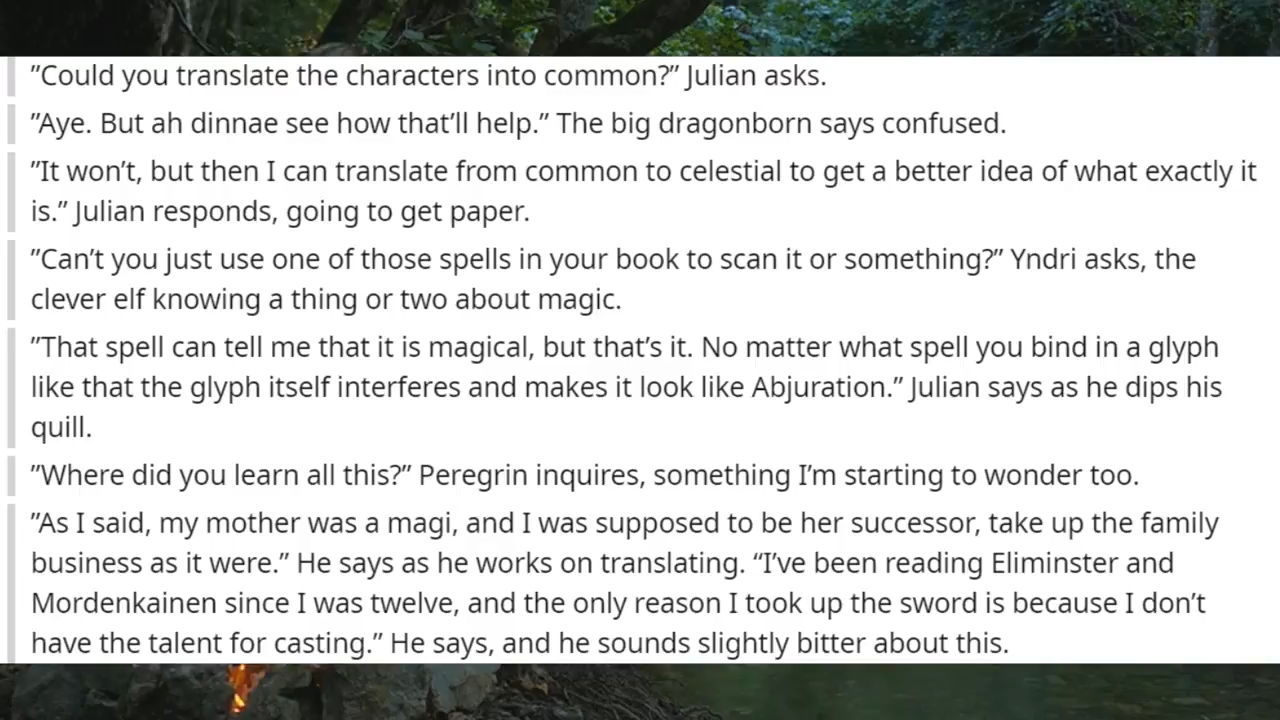 ”Could you translate the characters into common?” Julian asks.
”Aye. But ah dinnae see how that’ll help.” The big dragonborn says confused.
”It won’t, but then I can translate from common to celestial to get a better idea of what exactly it
is.” Julian responds, going to get paper.
”Can’t you just use one of those spells in your book to scan it or something?” Yndri asks, the
clever elf knowing a thing or two about magic.
”That spell can tell me that it is magical, but that’s it. No matter what spell you bind in a glyph
like that the glyph itself interferes and makes it look like Abjuration.” Julian says as he dips his
quill.
”Where did you learn all this?” Peregrin inquires, something I’m starting to wonder too.
”As I said, my mother was a magi, and I was supposed to be her successor, take up the family
business as it were.” He says as he works on translating. “I’ve been reading Eliminster and
Mordenkainen since I was twelve, and the only reason I took up the sword is because I don’t
have the talent for casting.” He says, and he sounds slightly bitter about this.